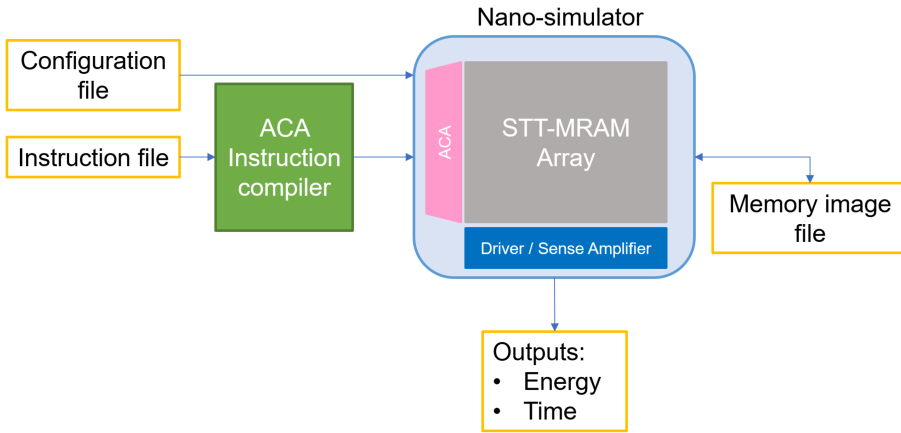 Nano-simulator
Configuration
file
Instruction file
ACA
Instruction
compiler
ACA
STT-MRAM
Array
Driver / Sense Amplifier
Memory image
file
Outputs:
• Energy
• Time